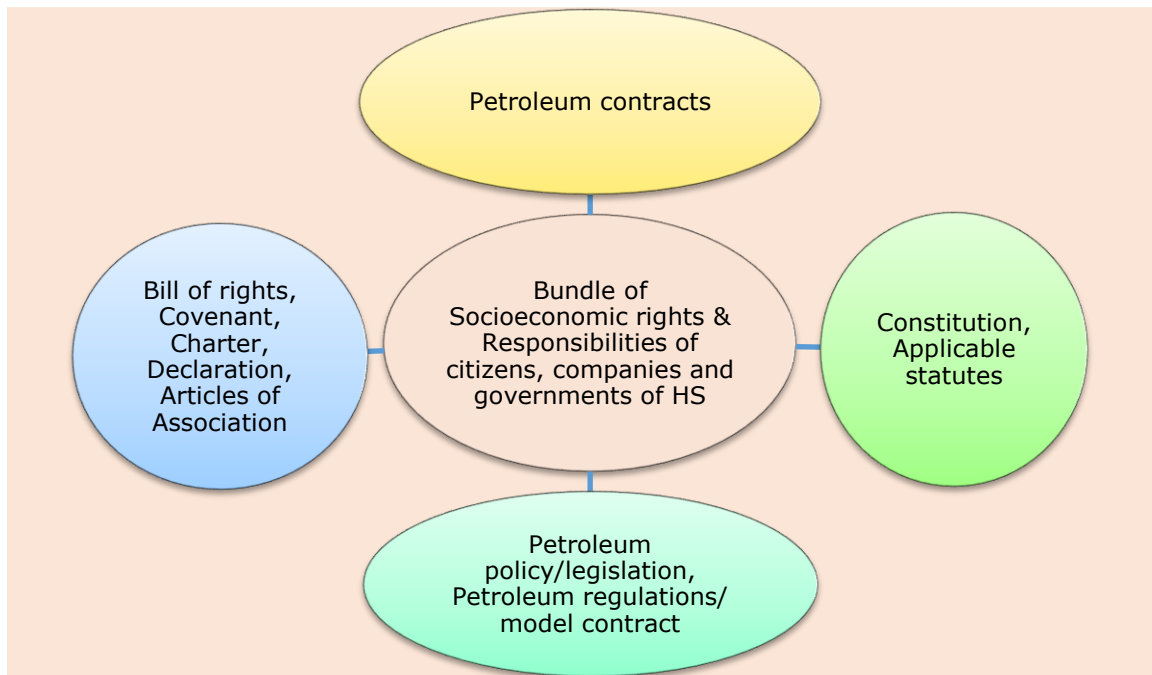 Petroleum contracts
Bill of rights,
Covenant,
Charter,
Declaration,
Articles of
Association
Bundle of
Socioeconomic rights &
Responsibilities of
citizens, companies and
governments of HS
Constitution,
Applicable
statutes
Petroleum
policy/legislation,
Petroleum regulations/
model contract